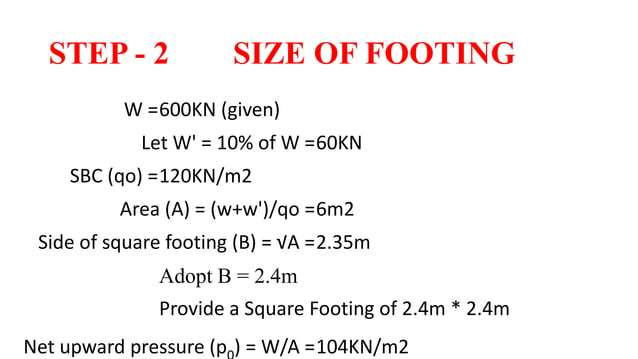 STEP - 2 SIZE OF FOOTING
W =600KN (given)
Let W' = 10% of W =60KN
SBC (qo) =120KN/m2
Area (A) = (w+w')/qo =6m2
Side of square footing (B) = √A =2.35m
Adopt B = 2.4m
Provide a Square Footing of 2.4m * 2.4m
Net upward pressure (p₀) = W/A =104KN/m2